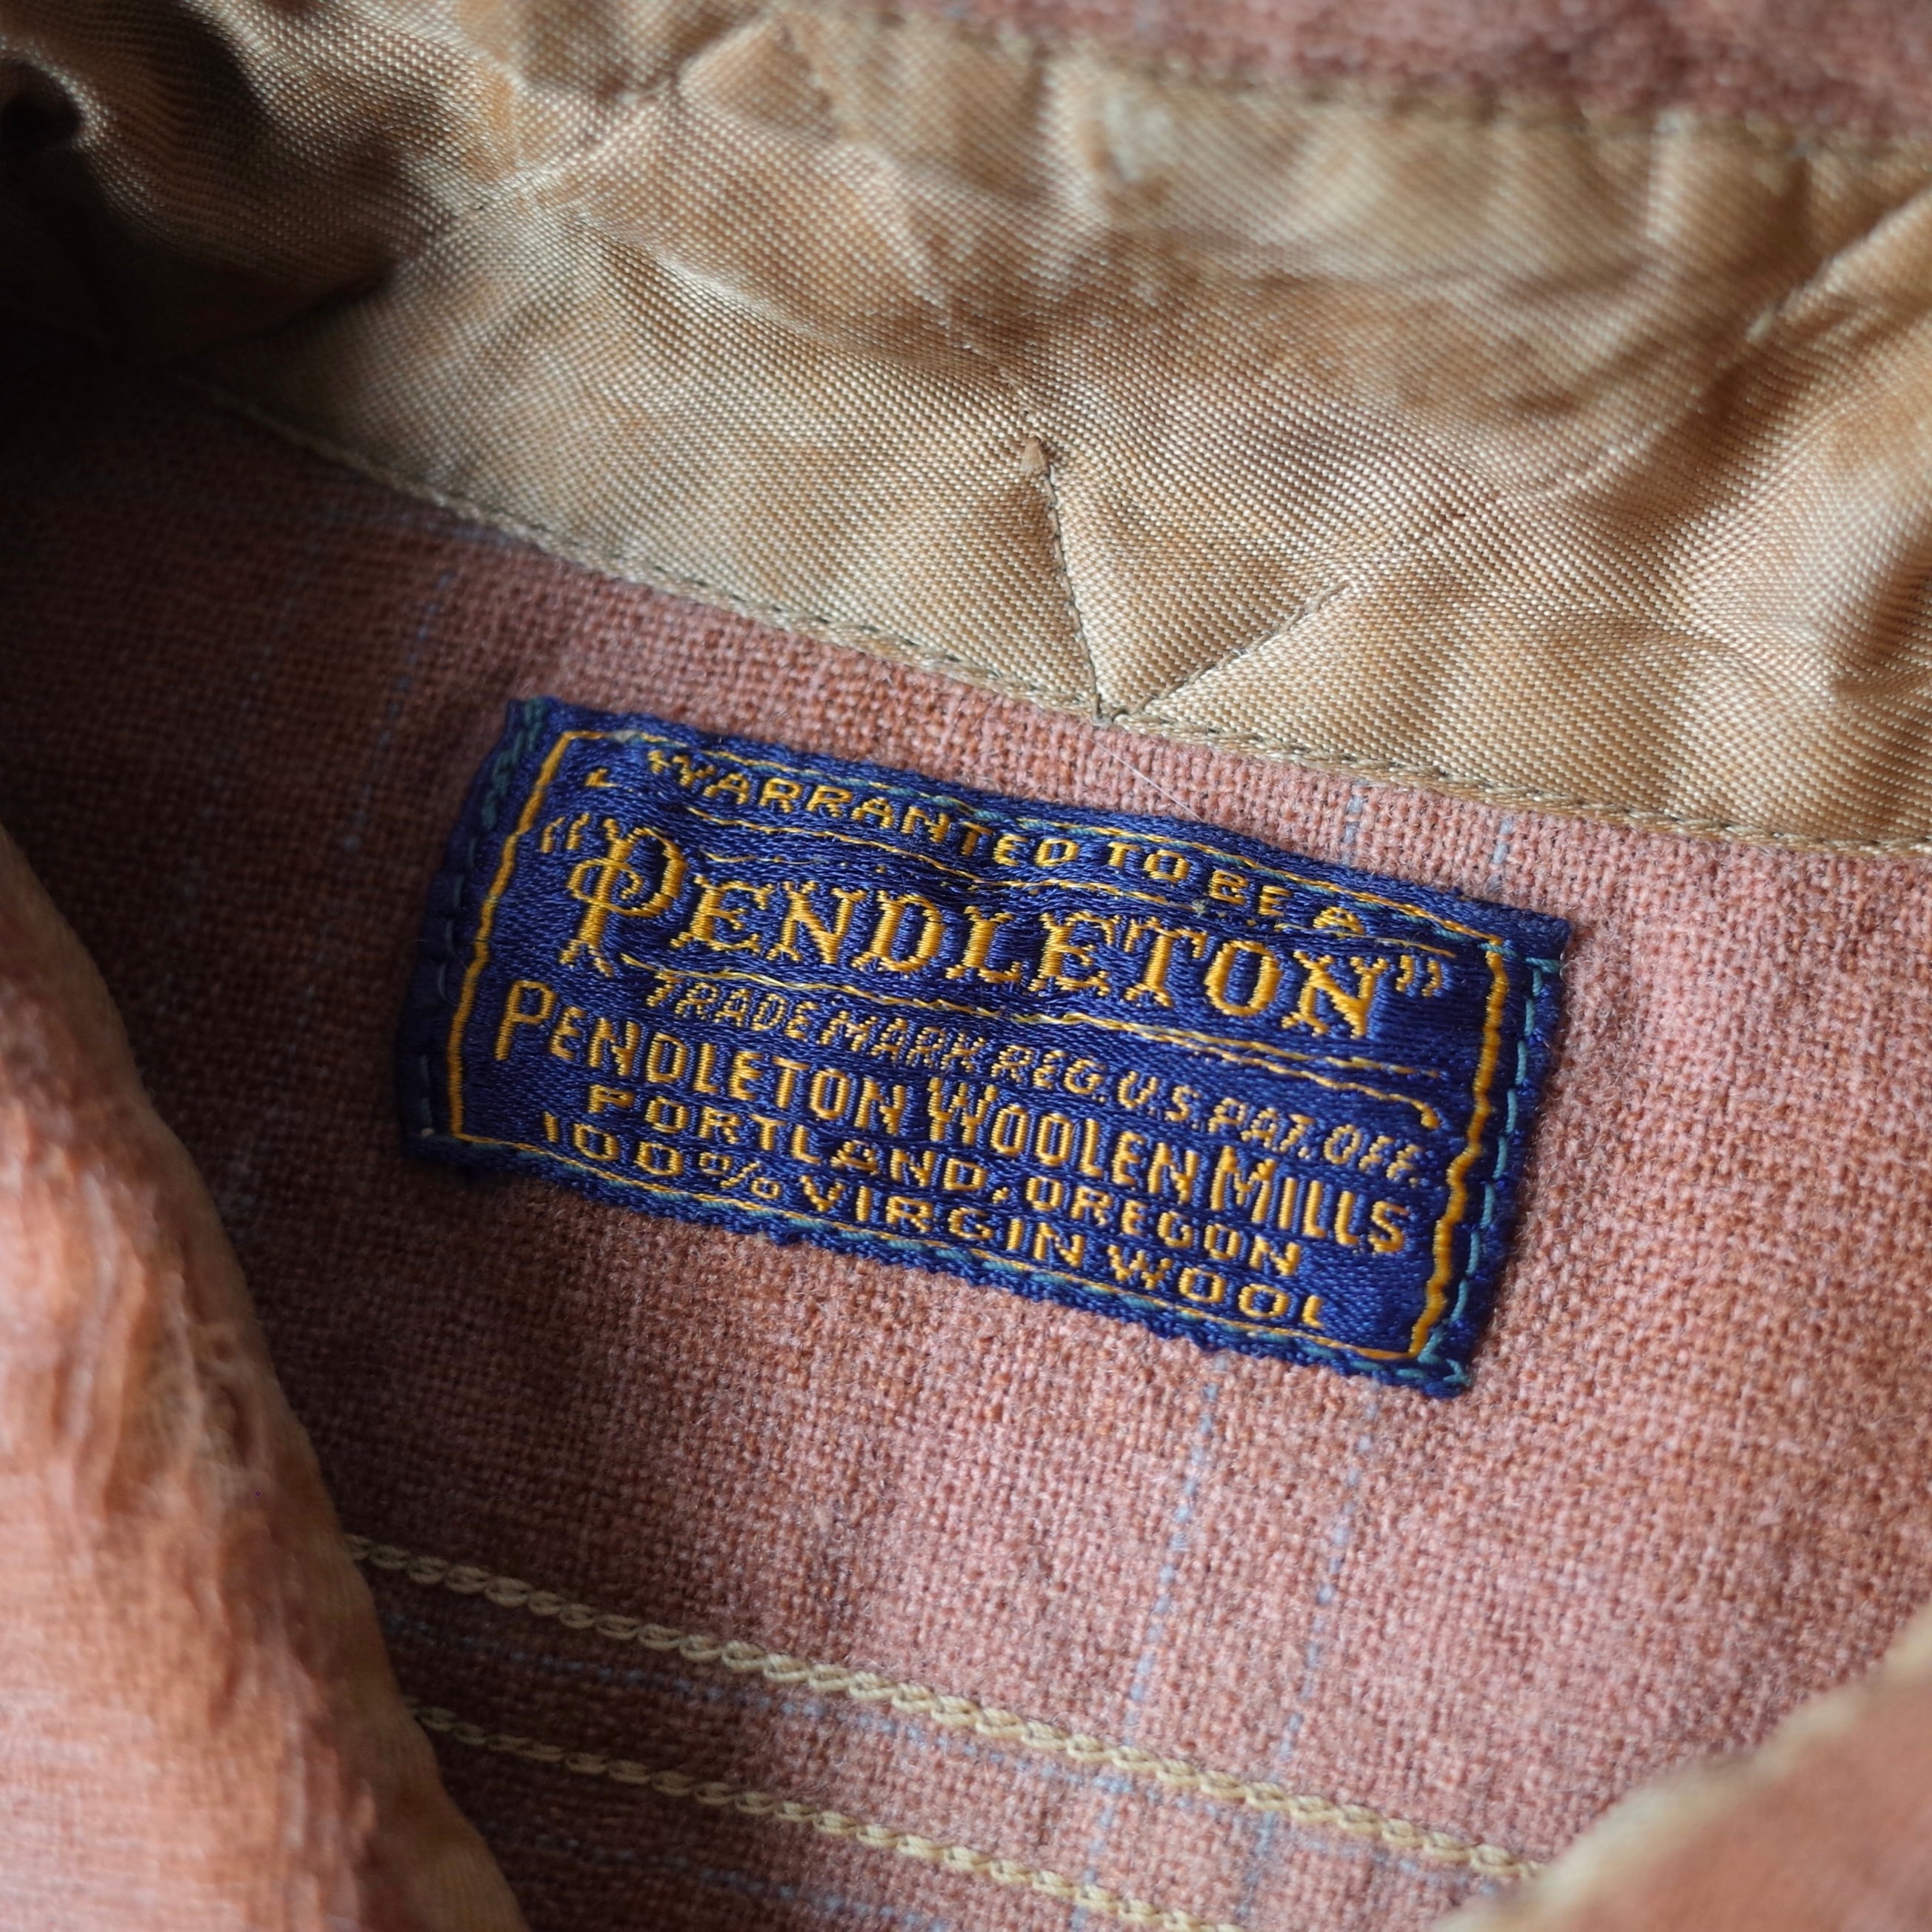 WARRANTED TO BE A
"PENDLETON"
TRADE MARK REG. U.S. PAT. OFF.
PENDLETON WOOLEN MILLS
PORTLAND, OREGON
100% VIRGIN WOOL